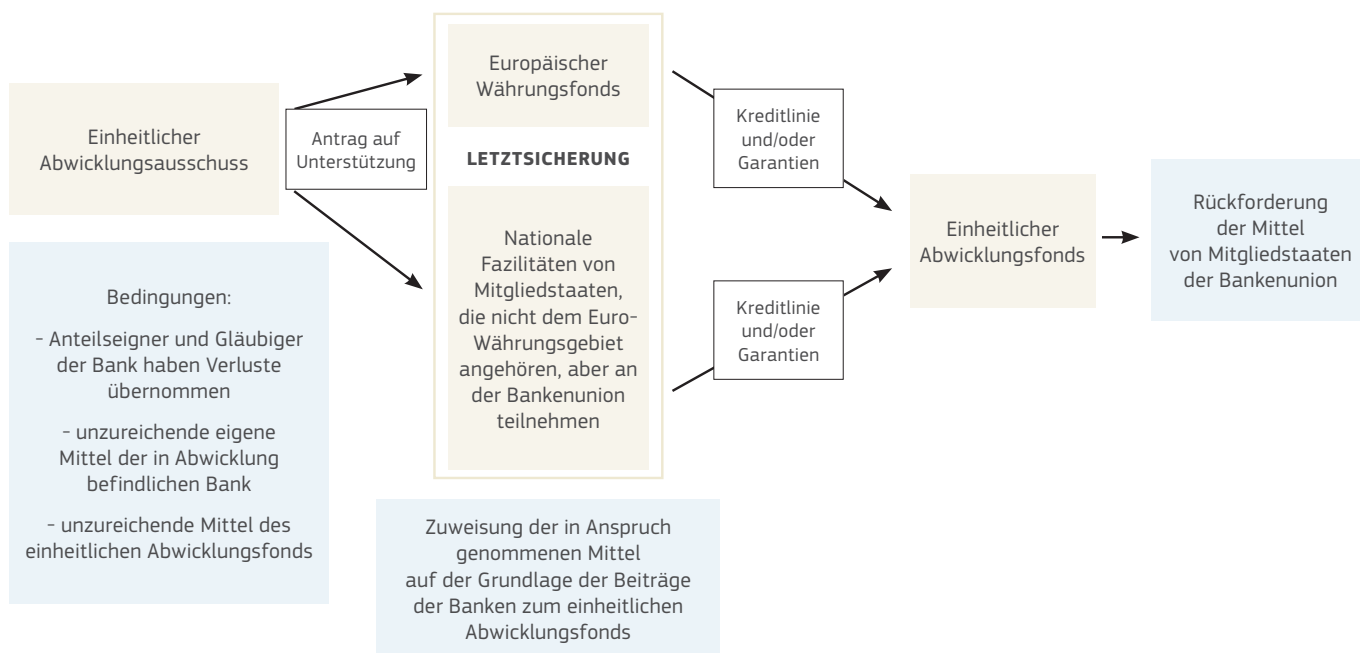 Einheitlicher
Abwicklungsausschuss
Bedingungen:
- Anteilseigner und Gläubiger
der Bank haben Verluste
übernommen
- unzureichende eigene
Mittel der in Abwicklung
befindlichen Bank
- unzureichende Mittel des
einheitlichen Abwicklungsfonds
Antrag auf
Unterstützung
Europäischer
Währungsfonds
LETZTSICHERUNG
Nationale
Fazilitäten von
Mitgliedstaaten,
die nicht dem Euro-
Währungsgebiet
angehören, aber an
der Bankenunion
teilnehmen
Zuweisung der in Anspruch
genommenen Mittel
auf der Grundlage der Beiträge
der Banken zum einheitlichen
Abwicklungsfonds
Kreditlinie
und/oder
Garantien
Kreditlinie
und/oder
Garantien
Einheitlicher
Abwicklungsfonds
Rückforderung
der Mittel
von Mitgliedstaaten
der Bankenunion